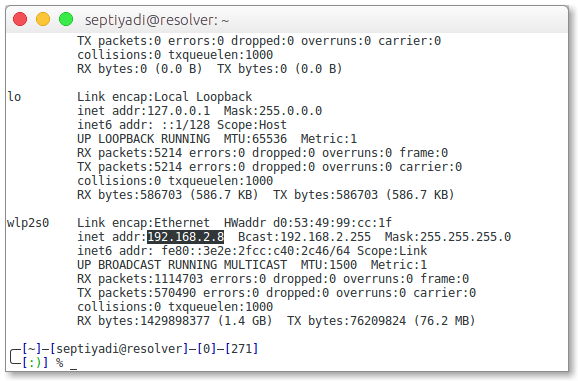 septiyadi@resolver: ~
TX packets:0 errors:0 dropped:0 overruns:0 carrier:0
collisions:0 txqueuelen:1000
RX bytes:0 (0.0 B)  TX bytes:0 (0.0 B)
lo        Link encap:Local Loopback
inet addr:127.0.0.1  Mask:255.0.0.0
inet6 addr: ::1/128 Scope:Host
UP LOOPBACK RUNNING  MTU:65536  Metric:1
RX packets:5214 errors:0 dropped:0 overruns:0 frame:0
TX packets:5214 errors:0 dropped:0 overruns:0 carrier:0
collisions:0 txqueuelen:1000
RX bytes:586703 (586.7 KB)  TX bytes:586703 (586.7 KB)
wlp2s0    Link encap:Ethernet  HWaddr d0:53:49:99:cc:1f
inet addr:192.168.2.8  Bcast:192.168.2.255  Mask:255.255.255.0
inet6 addr: fe80::3e2e:2fcc:c40:2c46/64 Scope:Link
UP BROADCAST RUNNING MULTICAST  MTU:1500  Metric:1
RX packets:1114703 errors:0 dropped:0 overruns:0 frame:0
TX packets:570490 errors:0 dropped:0 overruns:0 carrier:0
collisions:0 txqueuelen:1000
RX bytes:1429898377 (1.4 GB)  TX bytes:76209824 (76.2 MB)
╭─[~]─[septiyadi@resolver]─[0]─[271]
╰─[:)] % _